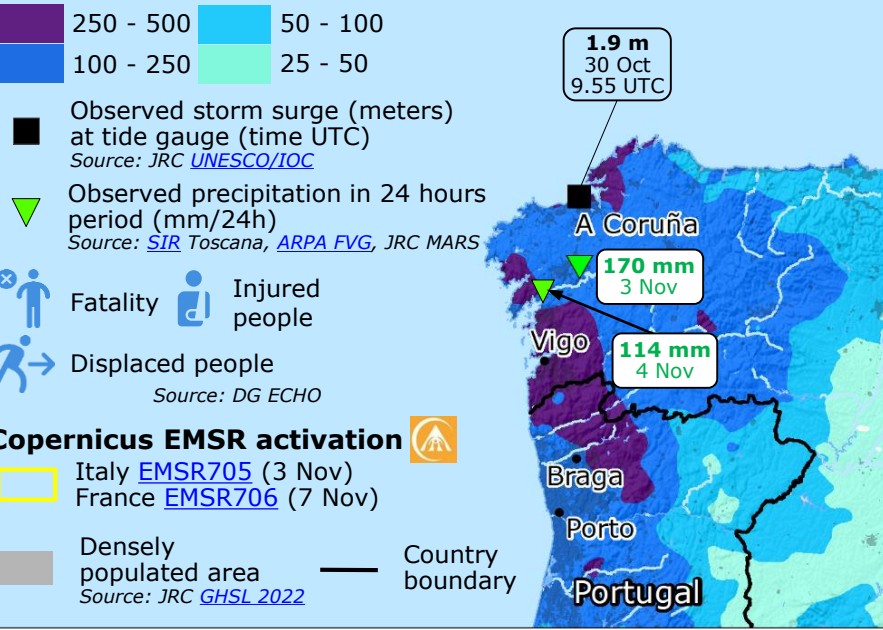 250 - 500
50 - 100
100 - 250
25 - 50
Observed storm surge (meters)
at tide gauge (time UTC)
Source: JRC UNESCO/IOC
Observed precipitation in 24 hours
period (mm/24h)
Source: SIR Toscana, ARPA FVG, JRC MARS
Fatality
Injured
people
Displaced people
Source: DG ECHO
Copernicus EMSR activation
Italy EMSR705 (3 Nov)
France EMSR706 (7 Nov)
Densely
populated area
Source: JRC GHSL 2022
Country
boundary
1.9 m
30 Oct
9.55 UTC
A Coruña
170 mm
3 Nov
Vigo
114 mm
4 Nov
Braga
Porto
Portugal